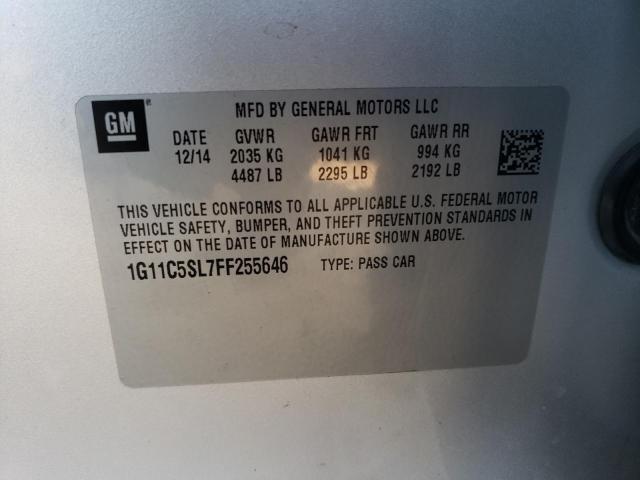 GM
MFD BY GENERAL MOTORS LLC
DATE GVWR GAWR FRT GAWR RR
12/14 2035 KG 1041 KG 994 KG
4487 LB 2295 LB 2192 LB
THIS VEHICLE CONFORMS TO ALL APPLICABLE U.S. FEDERAL MOTOR
VEHICLE SAFETY, BUMPER, AND THEFT PREVENTION STANDARDS IN
EFFECT ON THE DATE OF MANUFACTURE SHOWN ABOVE.
1G11C5SL7FF255646 TYPE: PASS CAR